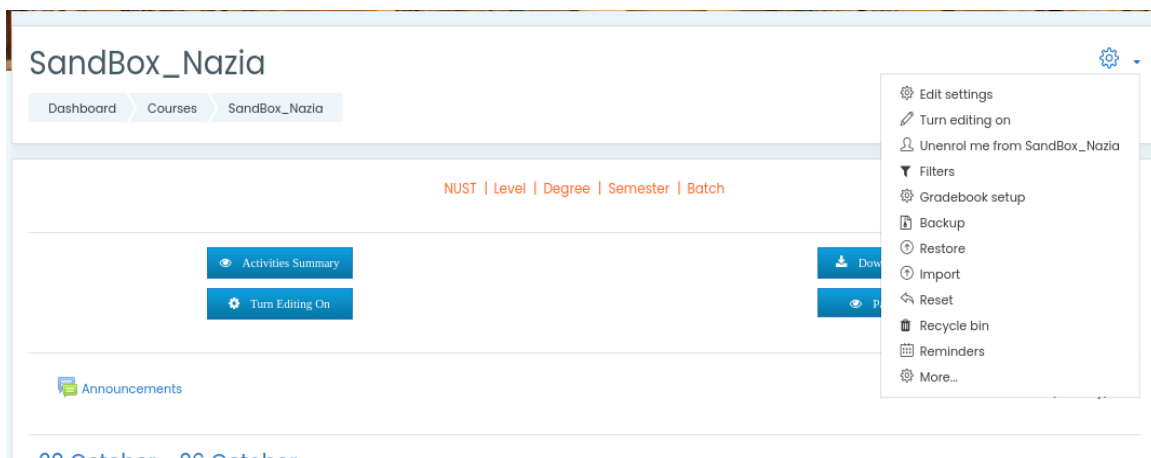 SandBox_Nazia
Dashboard Courses SandBox_Nazia
Edit settings
Turn editing on
Unenrol me from SandBox_Nazia
Filters
Gradebook setup
Backup
Restore
Import
Reset
Recycle bin
Reminders
More...
NUST | Level | Degree | Semester | Batch
Activities Summary
Turn Editing On
Announcements